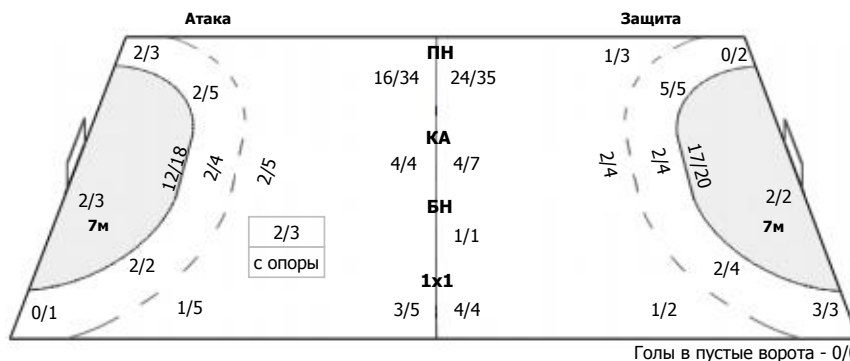 Атака Защита
2/3 ПН 1/3 0/2
16/34 24/35
2/5 5/5
КА
12/18 2/4 2/5 4/4 4/7 2/4 2/4 17/20
2/3 БН 2/2
7м 7м
2/3 1/1
с опоры
2/2 2/4
1х1
0/1 1/5 3/5 4/4 1/2 3/3
Голы в пустые ворота - 0/